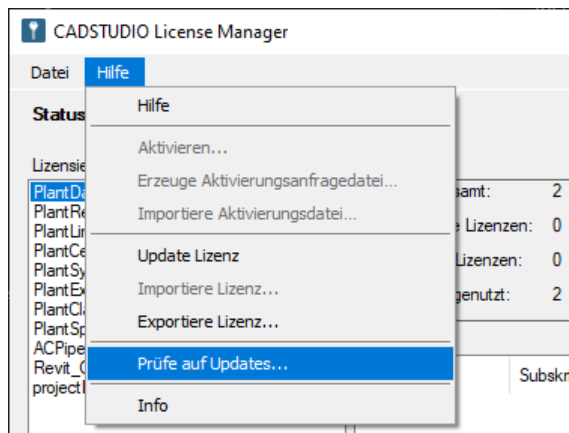 CADSTUDIO License Manager
Datei Hilfe
Status
Hilfe
Aktivieren...
Erzeuge Aktivierungsanfragedatei...
Importiere Aktivierungsdatei...
Update Lizenz
Importiere Lizenz...
Exportiere Lizenz...
Prüfe auf Updates...
Info
Lizensie
PlantDa
PlantRe
PlantLin
PlantCe
PlantSy
PlantEx
PlantCla
PlantSp
ACPipe
Revit_
project
samt: 2
Lizenzen: 0
Lizenzen: 0
genutzt: 2
Subskr